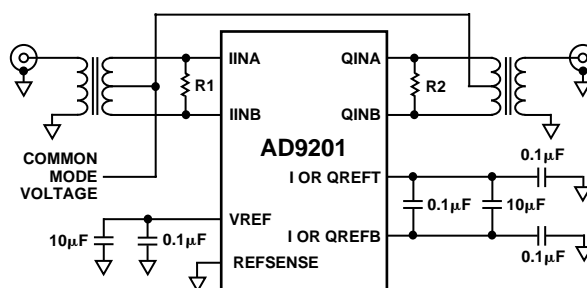 IINA
QINA
R1
R2
IINB
QINB
AD9201
COMMON
MODE
VOLTAGE
0.1µF
I OR QREFT
0.1µF
10µF
VREF
10µF
0.1µF
I OR QREFB
0.1µF
REFSENSE